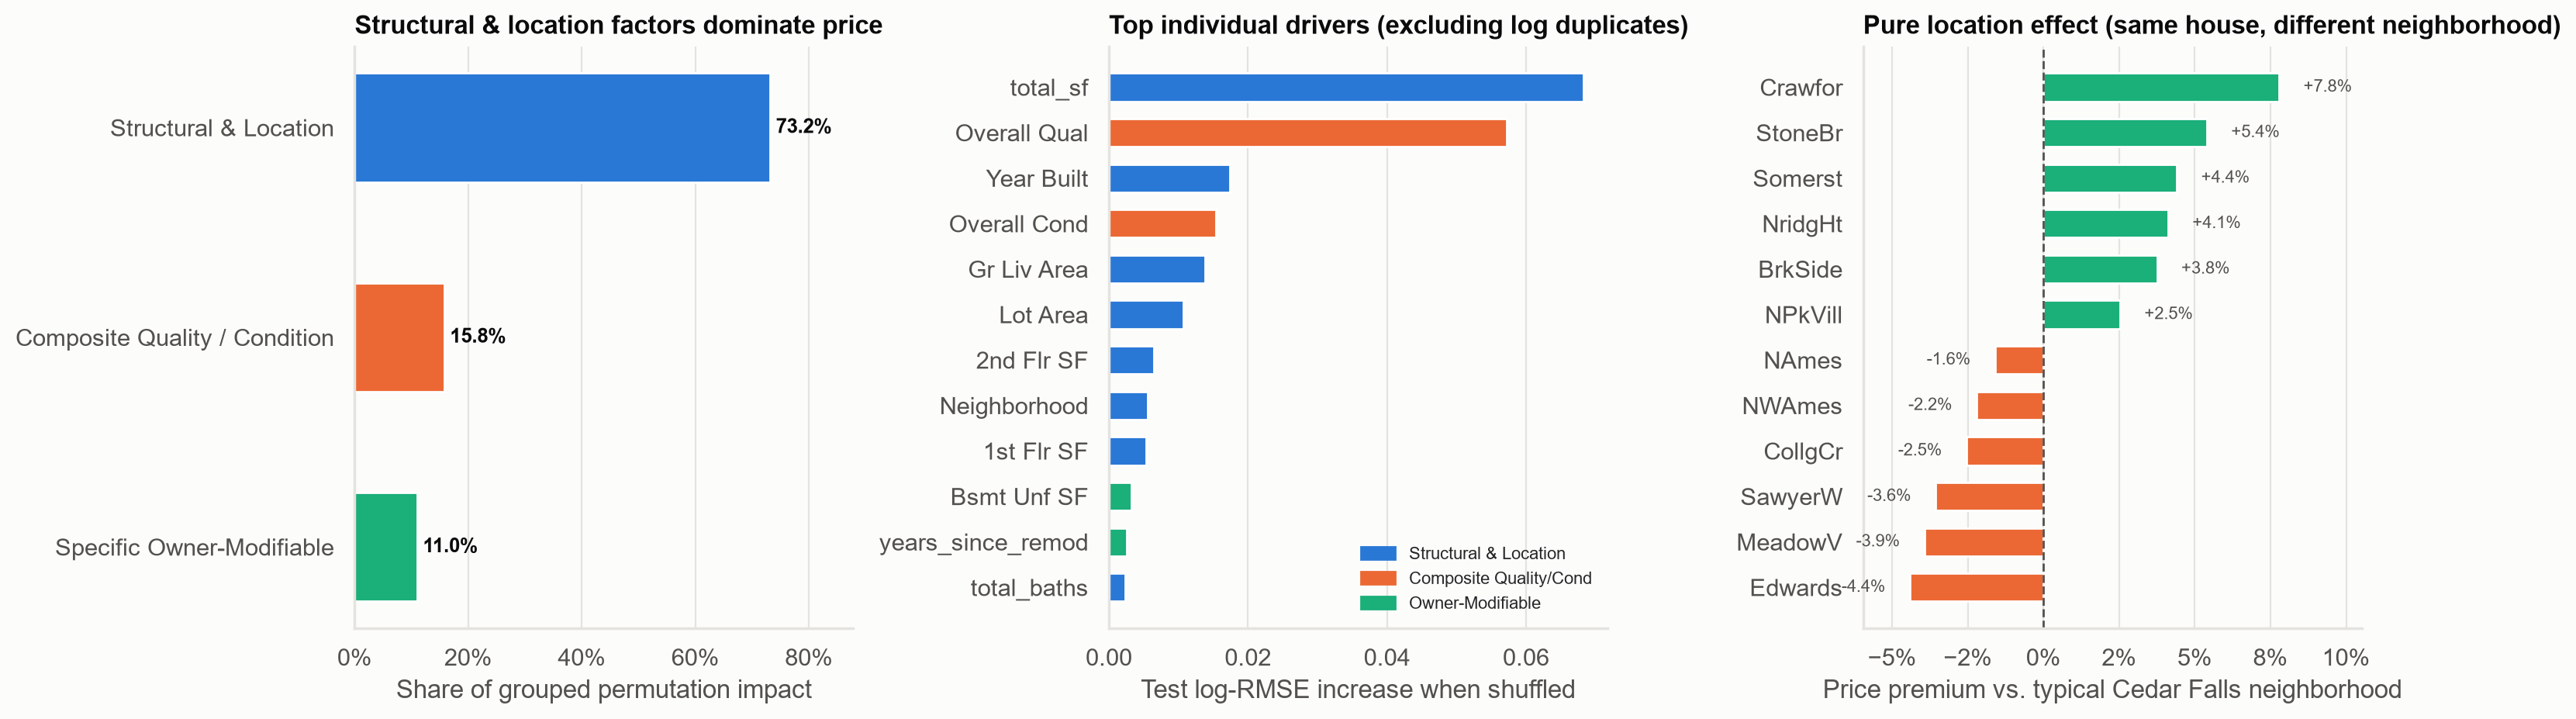 Structural & location factors dominate price
Structural & Location
73.2%
Composite Quality / Condition
15.8%
Specific Owner-Modifiable
11.0%
0% 20% 40% 60% 80%
Share of grouped permutation impact
Top individual drivers (excluding log duplicates)
total_sf
Overall Qual
Year Built
Overall Cond
Gr Liv Area
Lot Area
2nd Flr SF
Neighborhood
1st Flr SF
Bsmt Unf SF
years_since_remod
total_baths
Structural & Location
Composite Quality/Cond
Owner-Modifiable
0.00 0.02 0.04 0.06
Test log-RMSE increase when shuffled
Pure location effect (same house, different neighborhood)
Crawfor +7.8%
StoneBr +5.4%
Somerst +4.4%
NridgHt +4.1%
BrkSide +3.8%
NPkVill +2.5%
NAmes -1.6%
NWAmes -2.2%
CollgCr -2.5%
SawyerW -3.6%
MeadowV -3.9%
Edwards -4.4%
−5% −2% 0% 2% 5% 8% 10%
Price premium vs. typical Cedar Falls neighborhood